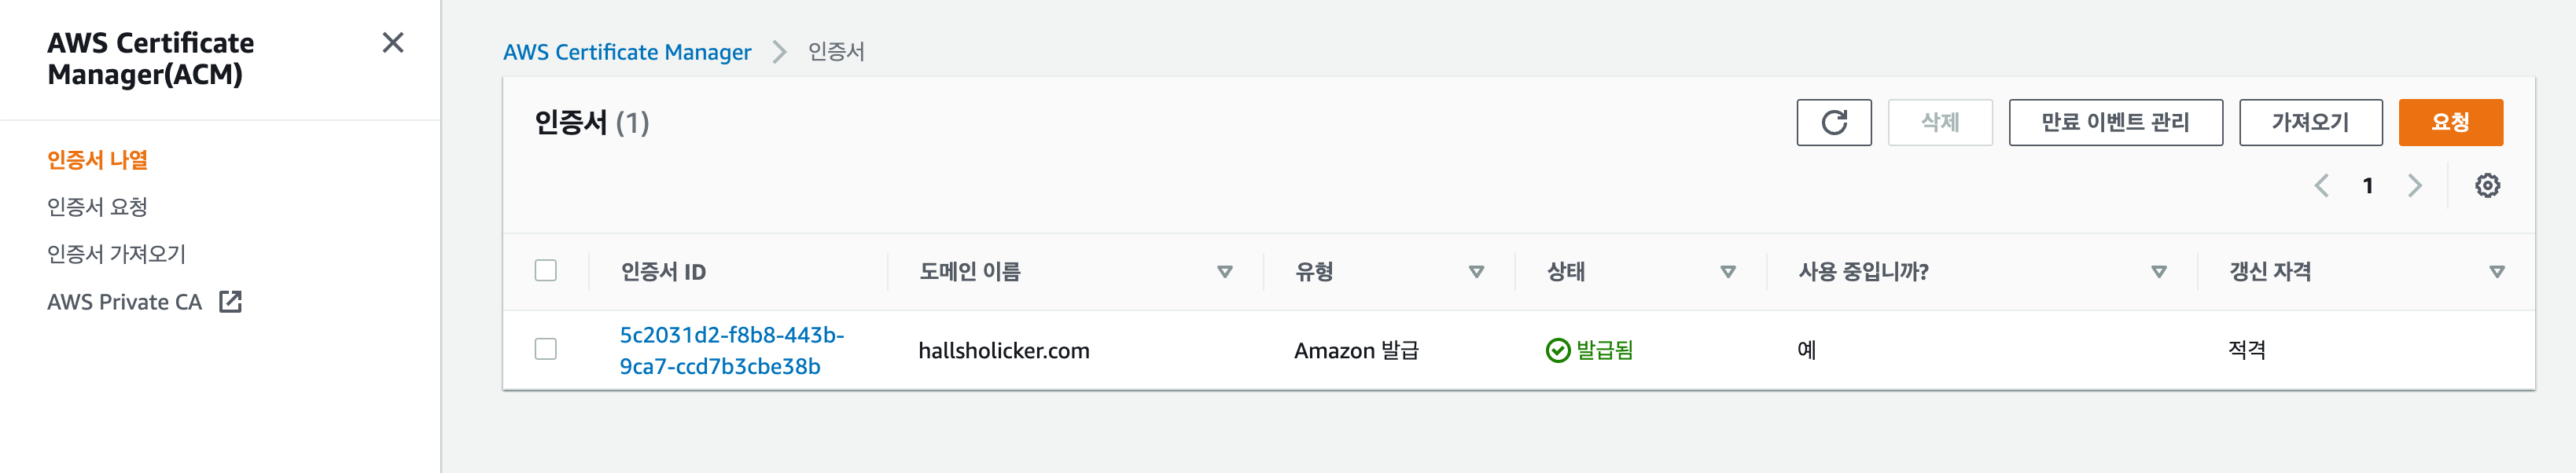 AWS Certificate
Manager(ACM)
인증서 나열
인증서 요청
인증서 가져오기
AWS Private CA
AWS Certificate Manager
인증서
인증서 (1)
삭제
만료 이벤트 관리
가져오기
요청
1
인증서 ID
도메인 이름
유형
상태
사용 중입니까?
갱신 자격
5c2031d2-f8b8-443b-
9ca7-ccd7b3cbe38b
hallsholicker.com
Amazon 발급
발급됨
예
적격